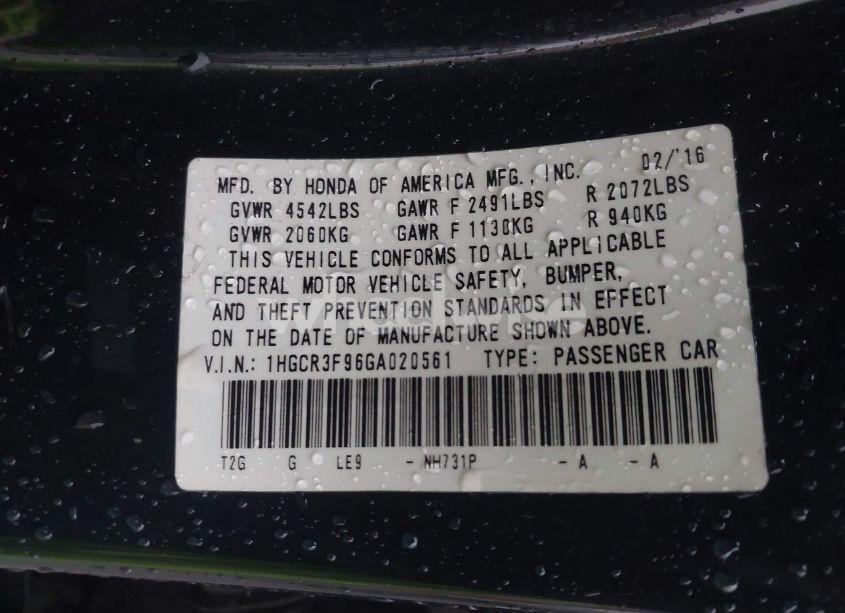 MFD. BY HONDA OF AMERICA MFG., INC. 02/'16
GVWR 4542LBS GAWR F 2491LBS R 2072LBS
GVWR 2060KG GAWR F 1130KG R 940KG
THIS VEHICLE CONFORMS TO ALL APPLICABLE
FEDERAL MOTOR VEHICLE SAFETY, BUMPER,
AND THEFT PREVENTION STANDARDS IN EFFECT
ON THE DATE OF MANUFACTURE SHOWN ABOVE.
V.I.N.: 1HGCR3F96GA020561 TYPE: PASSENGER CAR
T2G G LE9 - NH731P - A - A